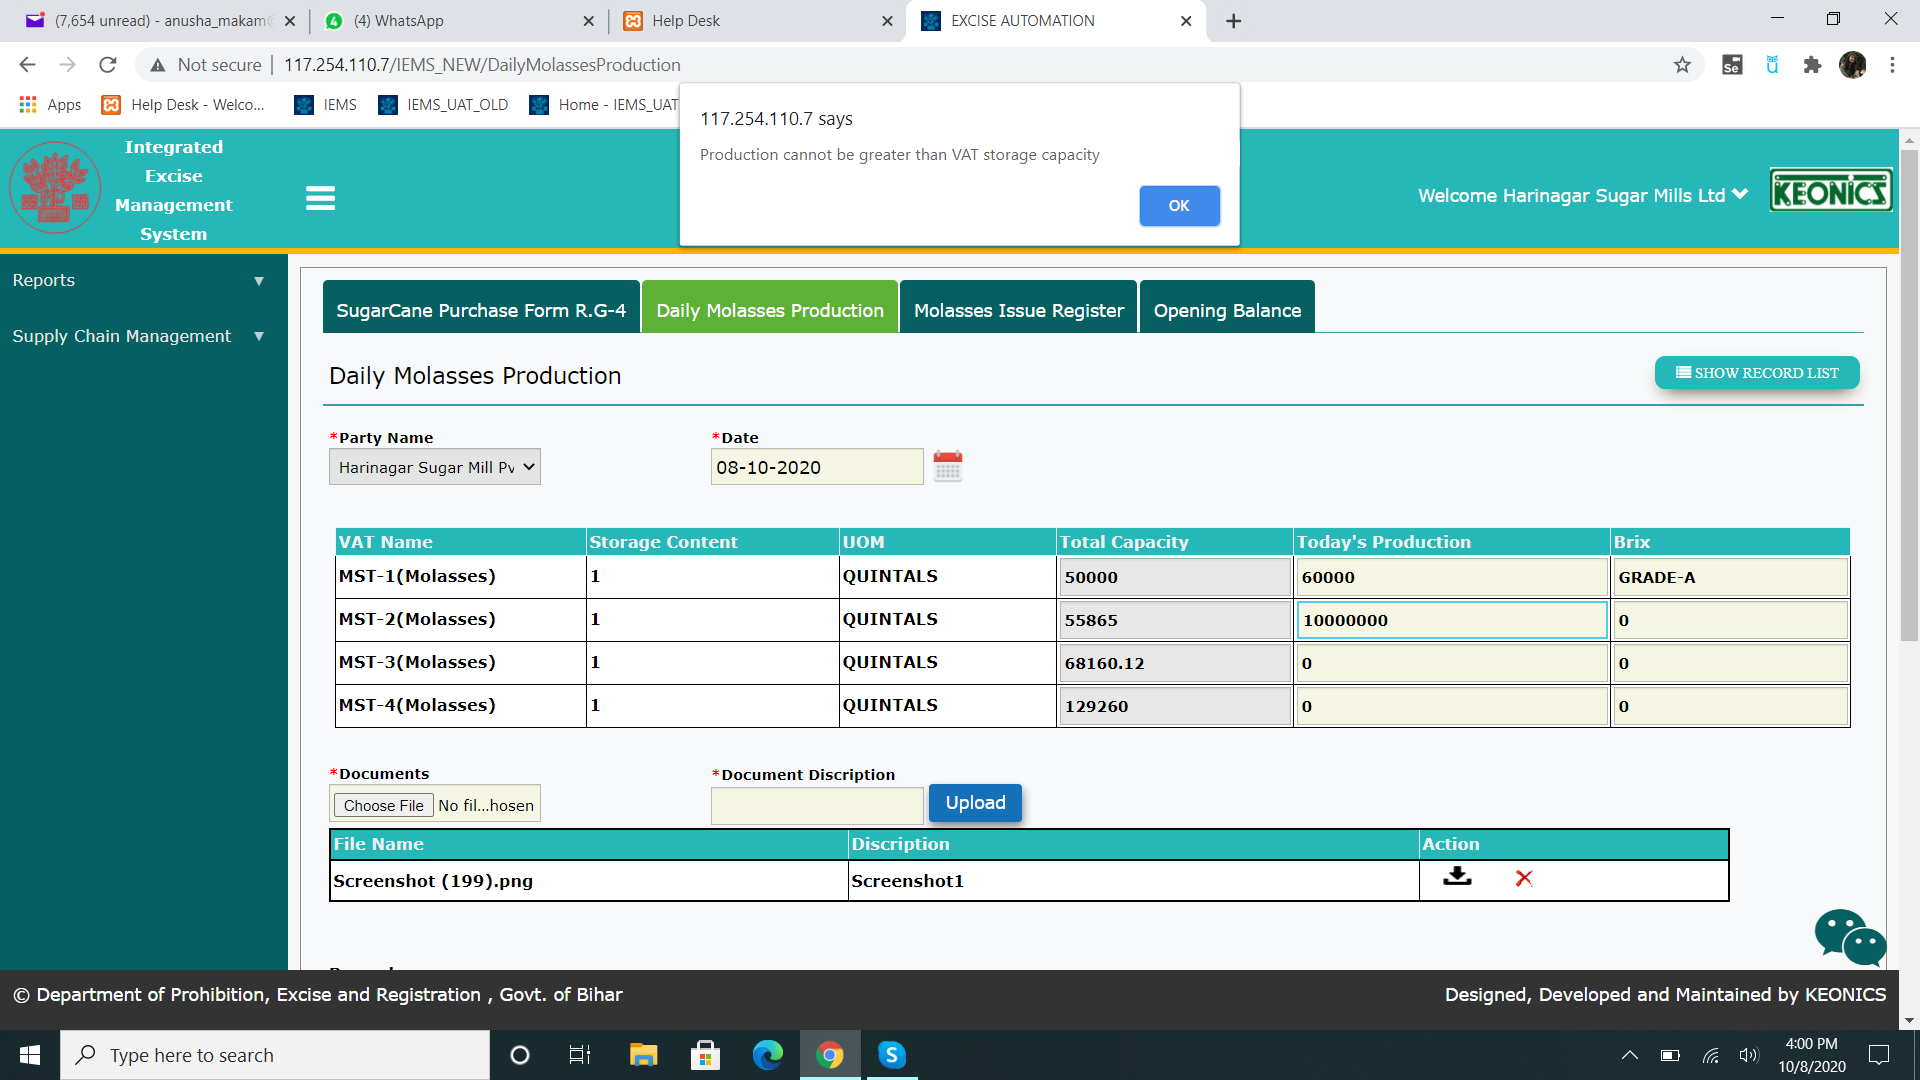 (7,654 unread) - anusha_makam@
(4) WhatsApp
Help Desk
EXCISE AUTOMATION
Not secure | 117.254.110.7/IEMS_NEW/DailyMolassesProduction
Apps
Help Desk - Welco...
IEMS
IEMS_UAT_OLD
Home - IEMS_UAT
117.254.110.7 says
Production cannot be greater than VAT storage capacity
OK
Integrated
Excise
Management
System
Welcome Harinagar Sugar Mills Ltd
KEONICS
Reports
Supply Chain Management
SugarCane Purchase Form R.G-4
Daily Molasses Production
Molasses Issue Register
Opening Balance
Daily Molasses Production
SHOW RECORD LIST
*Party Name
*Date
Harinagar Sugar Mill Pv
08-10-2020
VAT Name Storage Content UOM Total Capacity Today's Production Brix
MST-1(Molasses) 1 QUINTALS 50000 60000 GRADE-A
MST-2(Molasses) 1 QUINTALS 55865 10000000 0
MST-3(Molasses) 1 QUINTALS 68160.12 0 0
MST-4(Molasses) 1 QUINTALS 129260 0 0
*Documents
*Document Discription
Choose File No fil...hosen
Upload
File Name Discription Action
Screenshot (199).png Screenshot1
© Department of Prohibition, Excise and Registration , Govt. of Bihar
Designed, Developed and Maintained by KEONICS
Type here to search
4:00 PM
10/8/2020